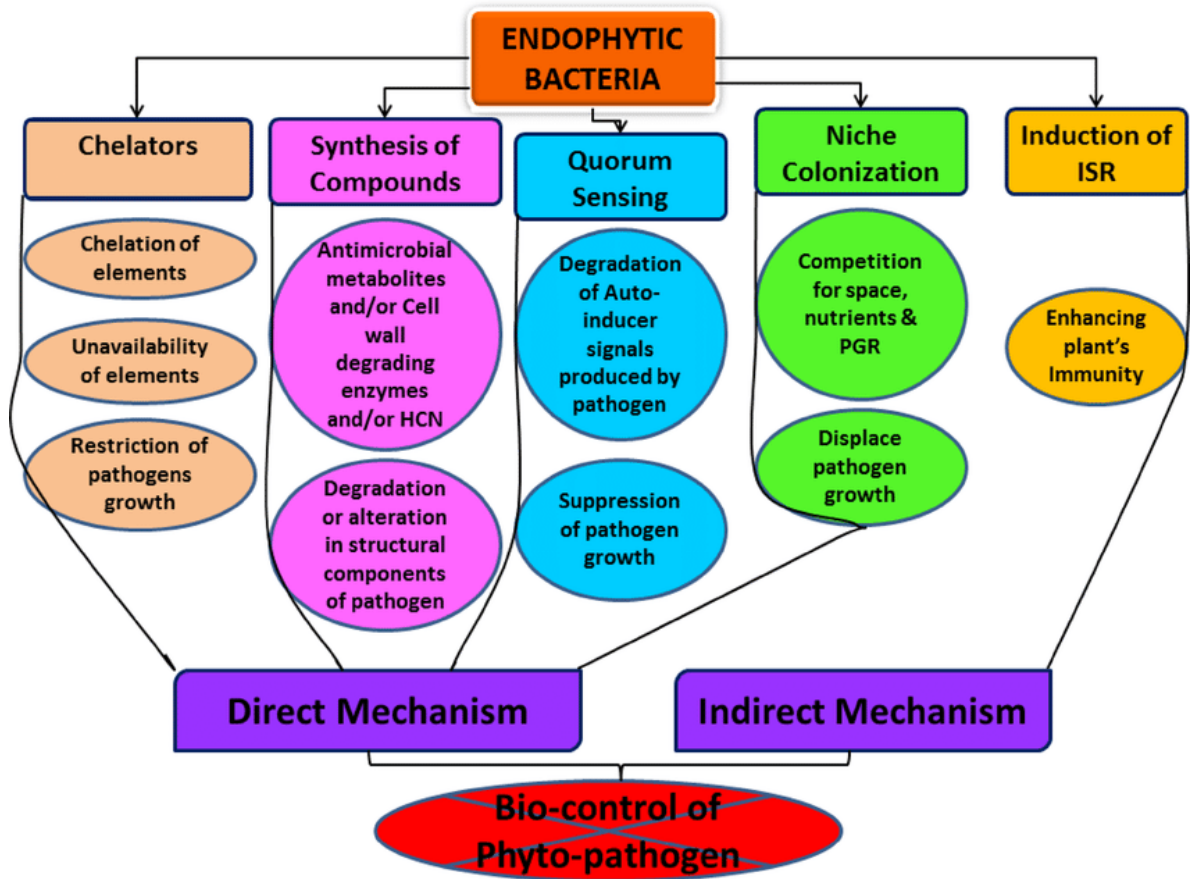 ENDOPHYTIC
BACTERIA
Chelators
Chelation of
elements
Unavailability
of elements
Restriction of
pathogens
growth
Synthesis of
Compounds
Antimicrobial
metabolites
and/or Cell
wall
degrading
enzymes
and/or HCN
Degradation
or alteration
in structural
components
of pathogen
Quorum
Sensing
Degradation
of Auto-
inducer
signals
produced by
pathogen
Suppression
of pathogen
growth
Niche
Colonization
Competition
for space,
nutrients &
PGR
Displace
pathogen
growth
Induction of
ISR
Enhancing
plant's
Immunity
Direct Mechanism
Indirect Mechanism
Bio-control of
Phyto-pathogen